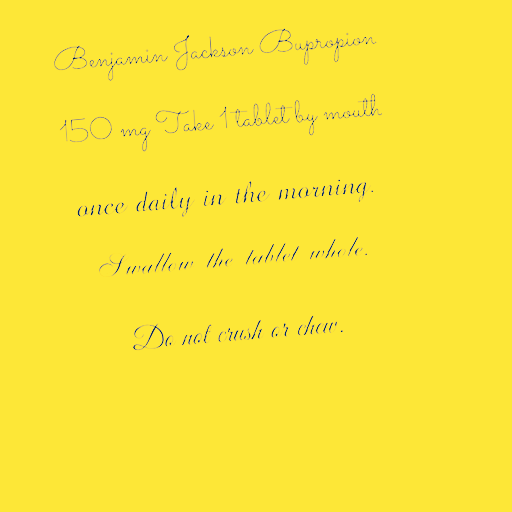 Benjamin Jackson Bupropion
150 mg Take 1 tablet by mouth
once daily in the morning.
Swallow the tablet whole.
Do not crush or chew.